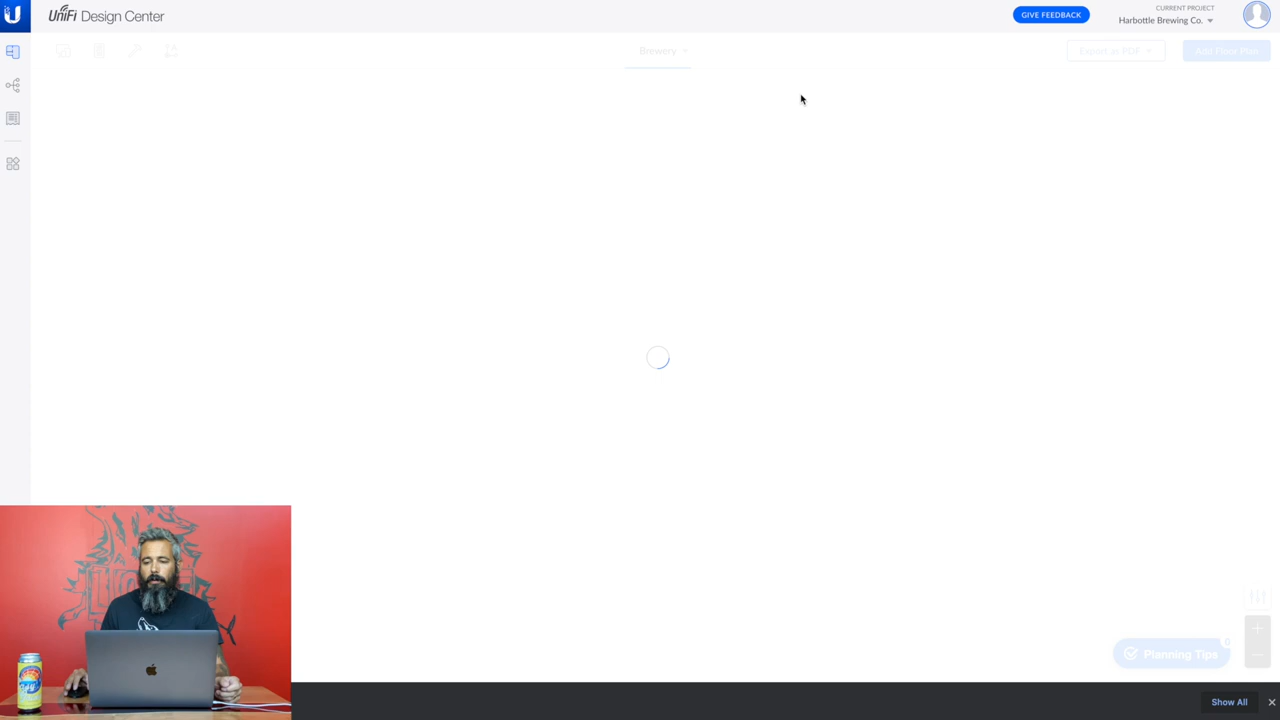 UniFi Design Center
GIVE FEEDBACK
CURRENT PROJECT
Harbottle Brewing Co.
Brewery
Export as PDF
Add Floor Plan
0
Planning Tips
Show All